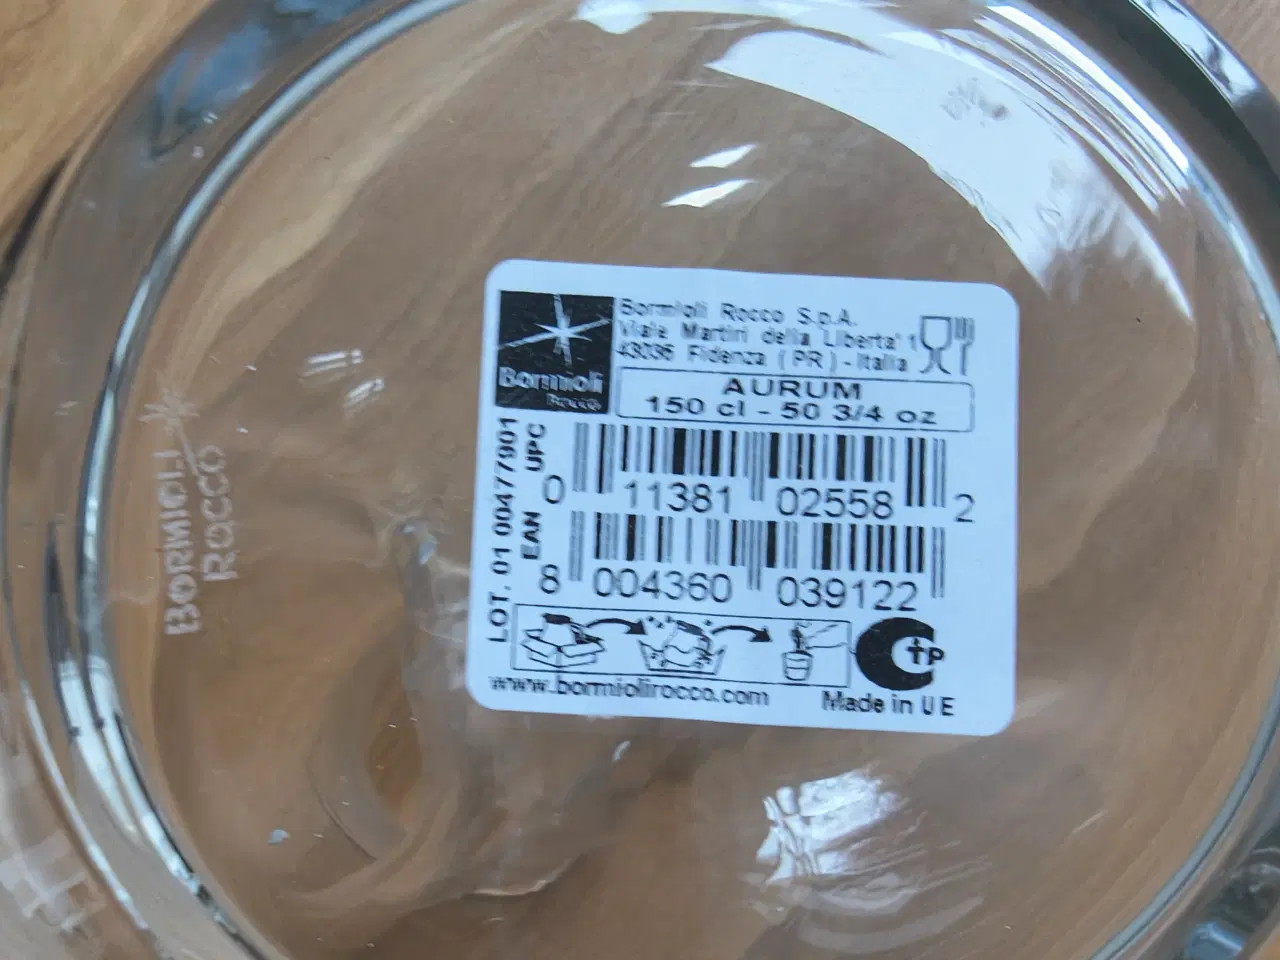 Bormioli
Rocco
Bormioli Rocco S.p.A.
Viale Martiri della Liberta' 1
43036 Fidenza (PR) - Italia
AURUM
150 cl - 50 3/4 oz
UPC
0 11381 02558 2
EAN
8 004360 039122
LOT. 01 00477901
tP
www.bormiolirocco.com
Made in UE
BORMIOLI
ROCCO